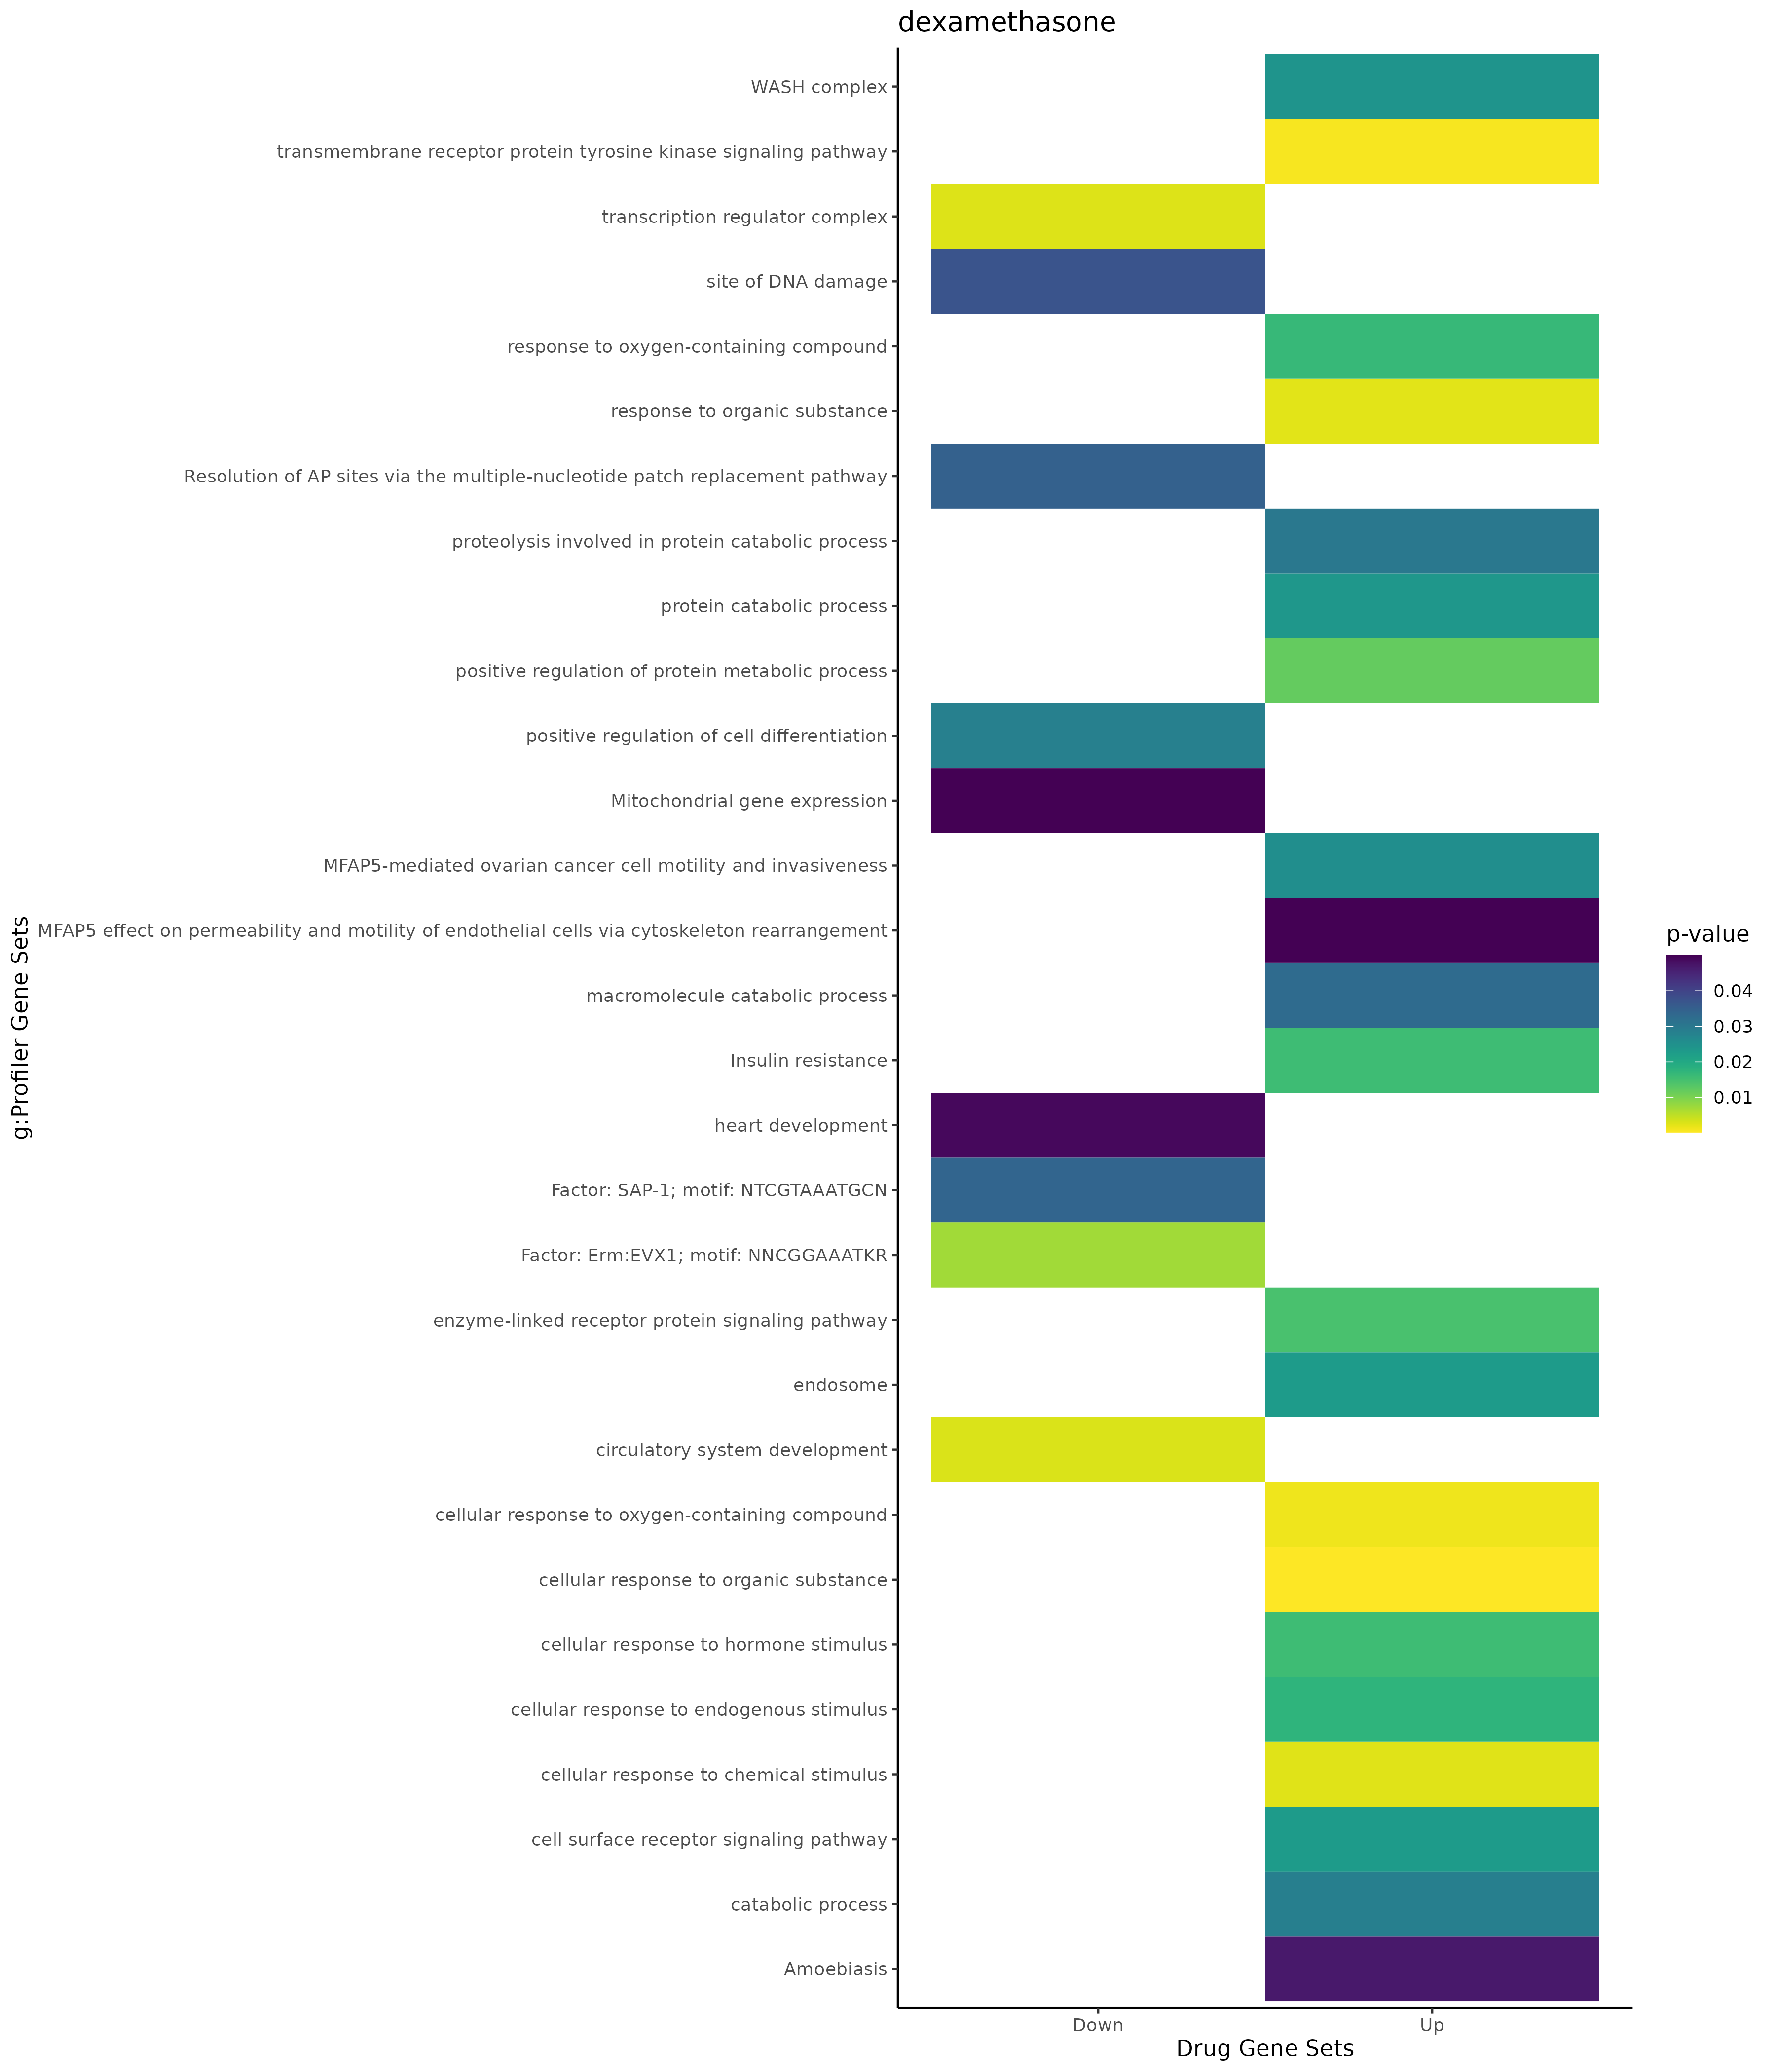 dexamethasone
WASH complex
transmembrane receptor protein tyrosine kinase signaling pathway
transcription regulator complex
site of DNA damage
response to oxygen-containing compound
response to organic substance
Resolution of AP sites via the multiple-nucleotide patch replacement pathway
proteolysis involved in protein catabolic process
protein catabolic process
positive regulation of protein metabolic process
positive regulation of cell differentiation
Mitochondrial gene expression
MFAP5-mediated ovarian cancer cell motility and invasiveness
MFAP5 effect on permeability and motility of endothelial cells via cytoskeleton rearrangement
macromolecule catabolic process
Insulin resistance
heart development
Factor: SAP-1; motif: NTCGTAAATGCN
Factor: Erm:EVX1; motif: NNCGGAAATKR
enzyme-linked receptor protein signaling pathway
endosome
circulatory system development
cellular response to oxygen-containing compound
cellular response to organic substance
cellular response to hormone stimulus
cellular response to endogenous stimulus
cellular response to chemical stimulus
cell surface receptor signaling pathway
catabolic process
Amoebiasis
g:Profiler Gene Sets
Down
Up
Drug Gene Sets
p-value
0.04
0.03
0.02
0.01